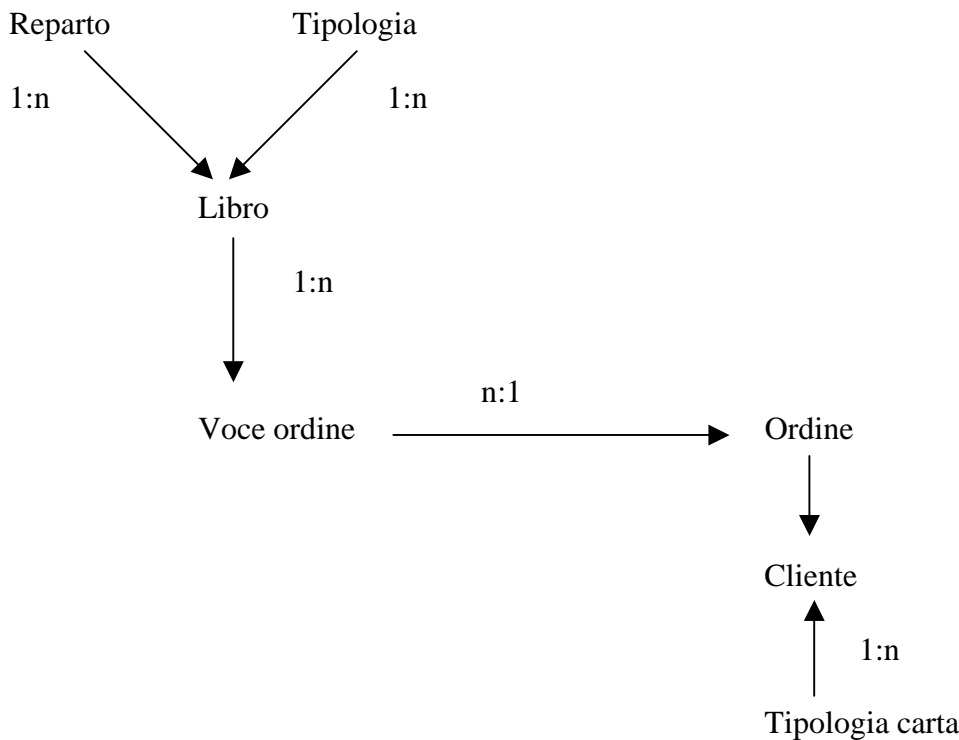 Reparto
Tipologia
1:n
1:n
Libro
1:n
n:1
Voce ordine
Ordine
Cliente
1:n
Tipologia carta